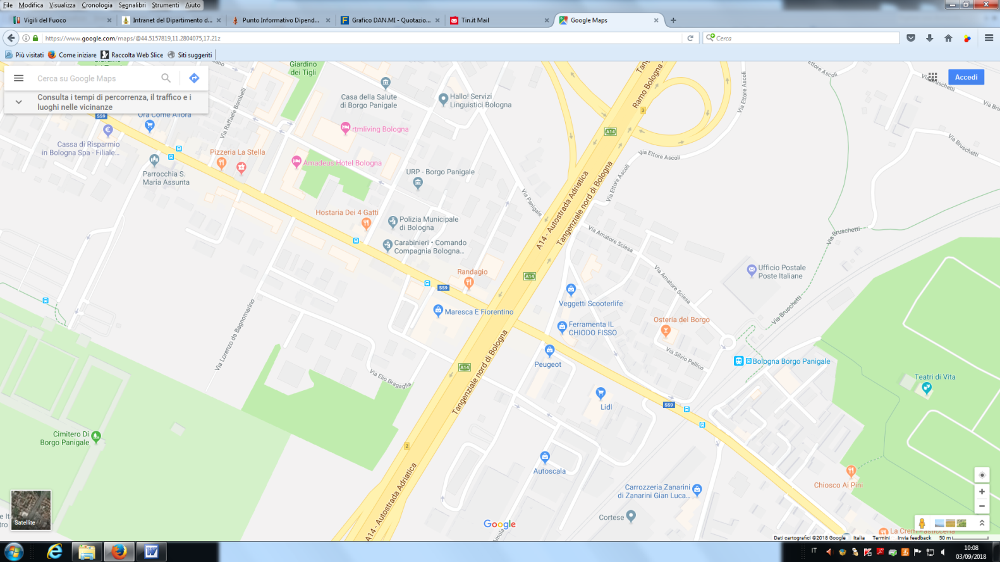 File Modifica Visualizza Cronologia Segnalibri Strumenti Aiuto
Vigili del Fuoco
Intranet del Dipartimento d...
Punto Informativo Dipend...
Grafico DAN.MI - Quotazio...
Tin.it Mail
Google Maps
https://www.google.com/maps/@44.5157819,11.2804075,17.21z
Cerca
Più visitati
Come iniziare
Raccolta Web Slice
Siti suggeriti
Cerca su Google Maps
Accedi
Consulta i tempi di percorrenza, il traffico e i
luoghi nelle vicinanze
Giardino
dei Tigli
Casa della Salute
di Borgo Panigale
Hallo! Servizi
Linguistici Bologna
Ramo Bologna
3
Via Ettore Ascoli
Via Bruschetti
SS9
Ora Come Allora
Via Raffaele Bombelli
rtmliving Bologna
A14
Cassa di Risparmio
in Bologna Spa - Filiale...
Pizzeria La Stella
Amadeus Hotel Bologna
Via Ettore Ascoli
Via Bruschetti
Parrocchia S.
Maria Assunta
URP - Borgo Panigale
Via Panigale
A14 - Autostrada Adriatica
Tangenziale nord di Bologna
Via Ettore Ascoli
Hostaria Dei 4 Gatti
Polizia Municipale
di Bologna
Carabinieri • Comando
Compagnia Bologna...
Via Amatore Sciesa
Via Bruschetti
Randagio
A14
Via Amatore Sciesa
Ufficio Postale
Poste Italiane
SS9
Veggetti Scooterlife
Via Bruschetti
Maresca E Fiorentino
Ferramenta IL
CHIODO FISSO
Osteria del Borgo
Via Lorenzo da Bagnomarino
Tangenziale nord di Bologna
Peugeot
Via Silvio Pellico
Bologna Borgo Panigale
A14
Via Elio Bragaglia
Teatri di Vita
Lidl
SS9
Cimitero Di
Borgo Panigale
2
Autoscala
A14 - Autostrada Adriatica
Chiosco Ai Pini
Carrozzeria Zanarini
di Zanarini Gian Luca...
Cortese
Satellite
Google
La Crem Pasticceria
Dati cartografici ©2018 Google Italia Termini Invia feedback 50 m
IT
10:08
03/09/2018